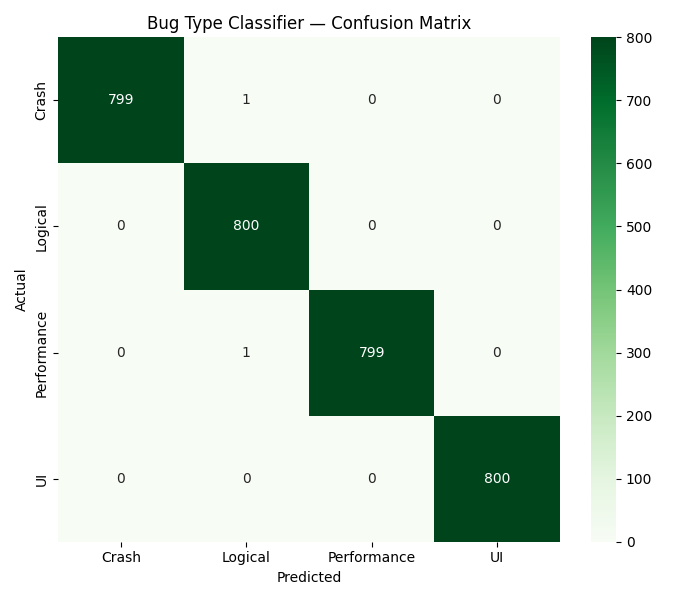 Bug Type Classifier — Confusion Matrix
Actual
Crash 799 1 0 0
Logical 0 800 0 0
Performance 0 1 799 0
UI 0 0 0 800
Crash Logical Performance UI
Predicted
800
700
600
500
400
300
200
100
0